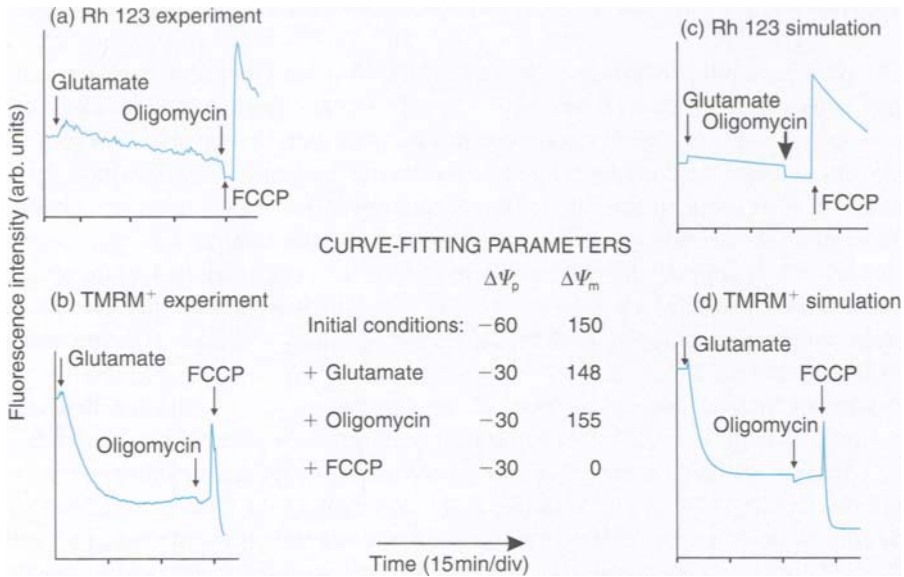 (a) Rh 123 experiment
Glutamate
Oligomycin
FCCP
(c) Rh 123 simulation
Glutamate
Oligomycin
FCCP
Fluorescence intensity (arb. units)
CURVE-FITTING PARAMETERS
ΔΨp ΔΨm
Initial conditions: −60 150
+ Glutamate −30 148
+ Oligomycin −30 155
+ FCCP −30 0
(b) TMRM+ experiment
Glutamate
FCCP
Oligomycin
(d) TMRM+ simulation
Glutamate
FCCP
Oligomycin
Time (15 min/div)